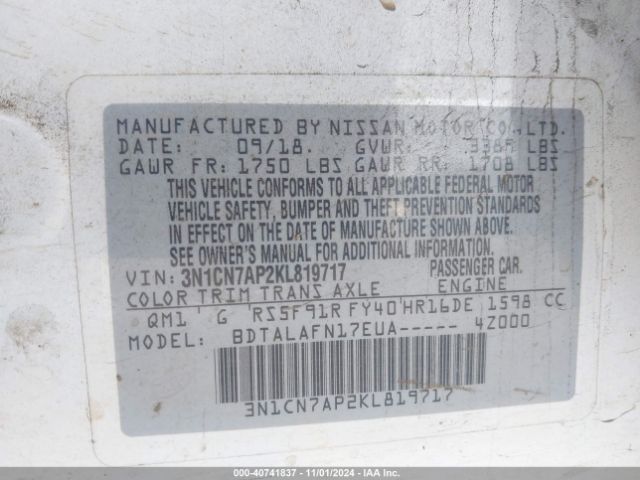 MANUFACTURED BY NISSAN MOTOR CO.,LTD.
DATE: 09/18. GVWR: 3389 LBS
GAWR FR: 1750 LBS GAWR RR: 1708 LBS
THIS VEHICLE CONFORMS TO ALL APPLICABLE FEDERAL MOTOR
VEHICLE SAFETY, BUMPER AND THEFT PREVENTION STANDARDS
IN EFFECT ON THE DATE OF MANUFACTURE SHOWN ABOVE.
SEE OWNER'S MANUAL FOR ADDITIONAL INFORMATION.
VIN: 3N1CN7AP2KL819717 PASSENGER CAR.
COLOR TRIM TRANS AXLE ENGINE
QM1 'G 'RS5F91R FY40'HR16DE 1598 CC
MODEL: BDTALAFN17EUA----- 4Z000
3N1CN7AP2KL819717
000-40741837 - 11/01/2024 - IAA Inc.